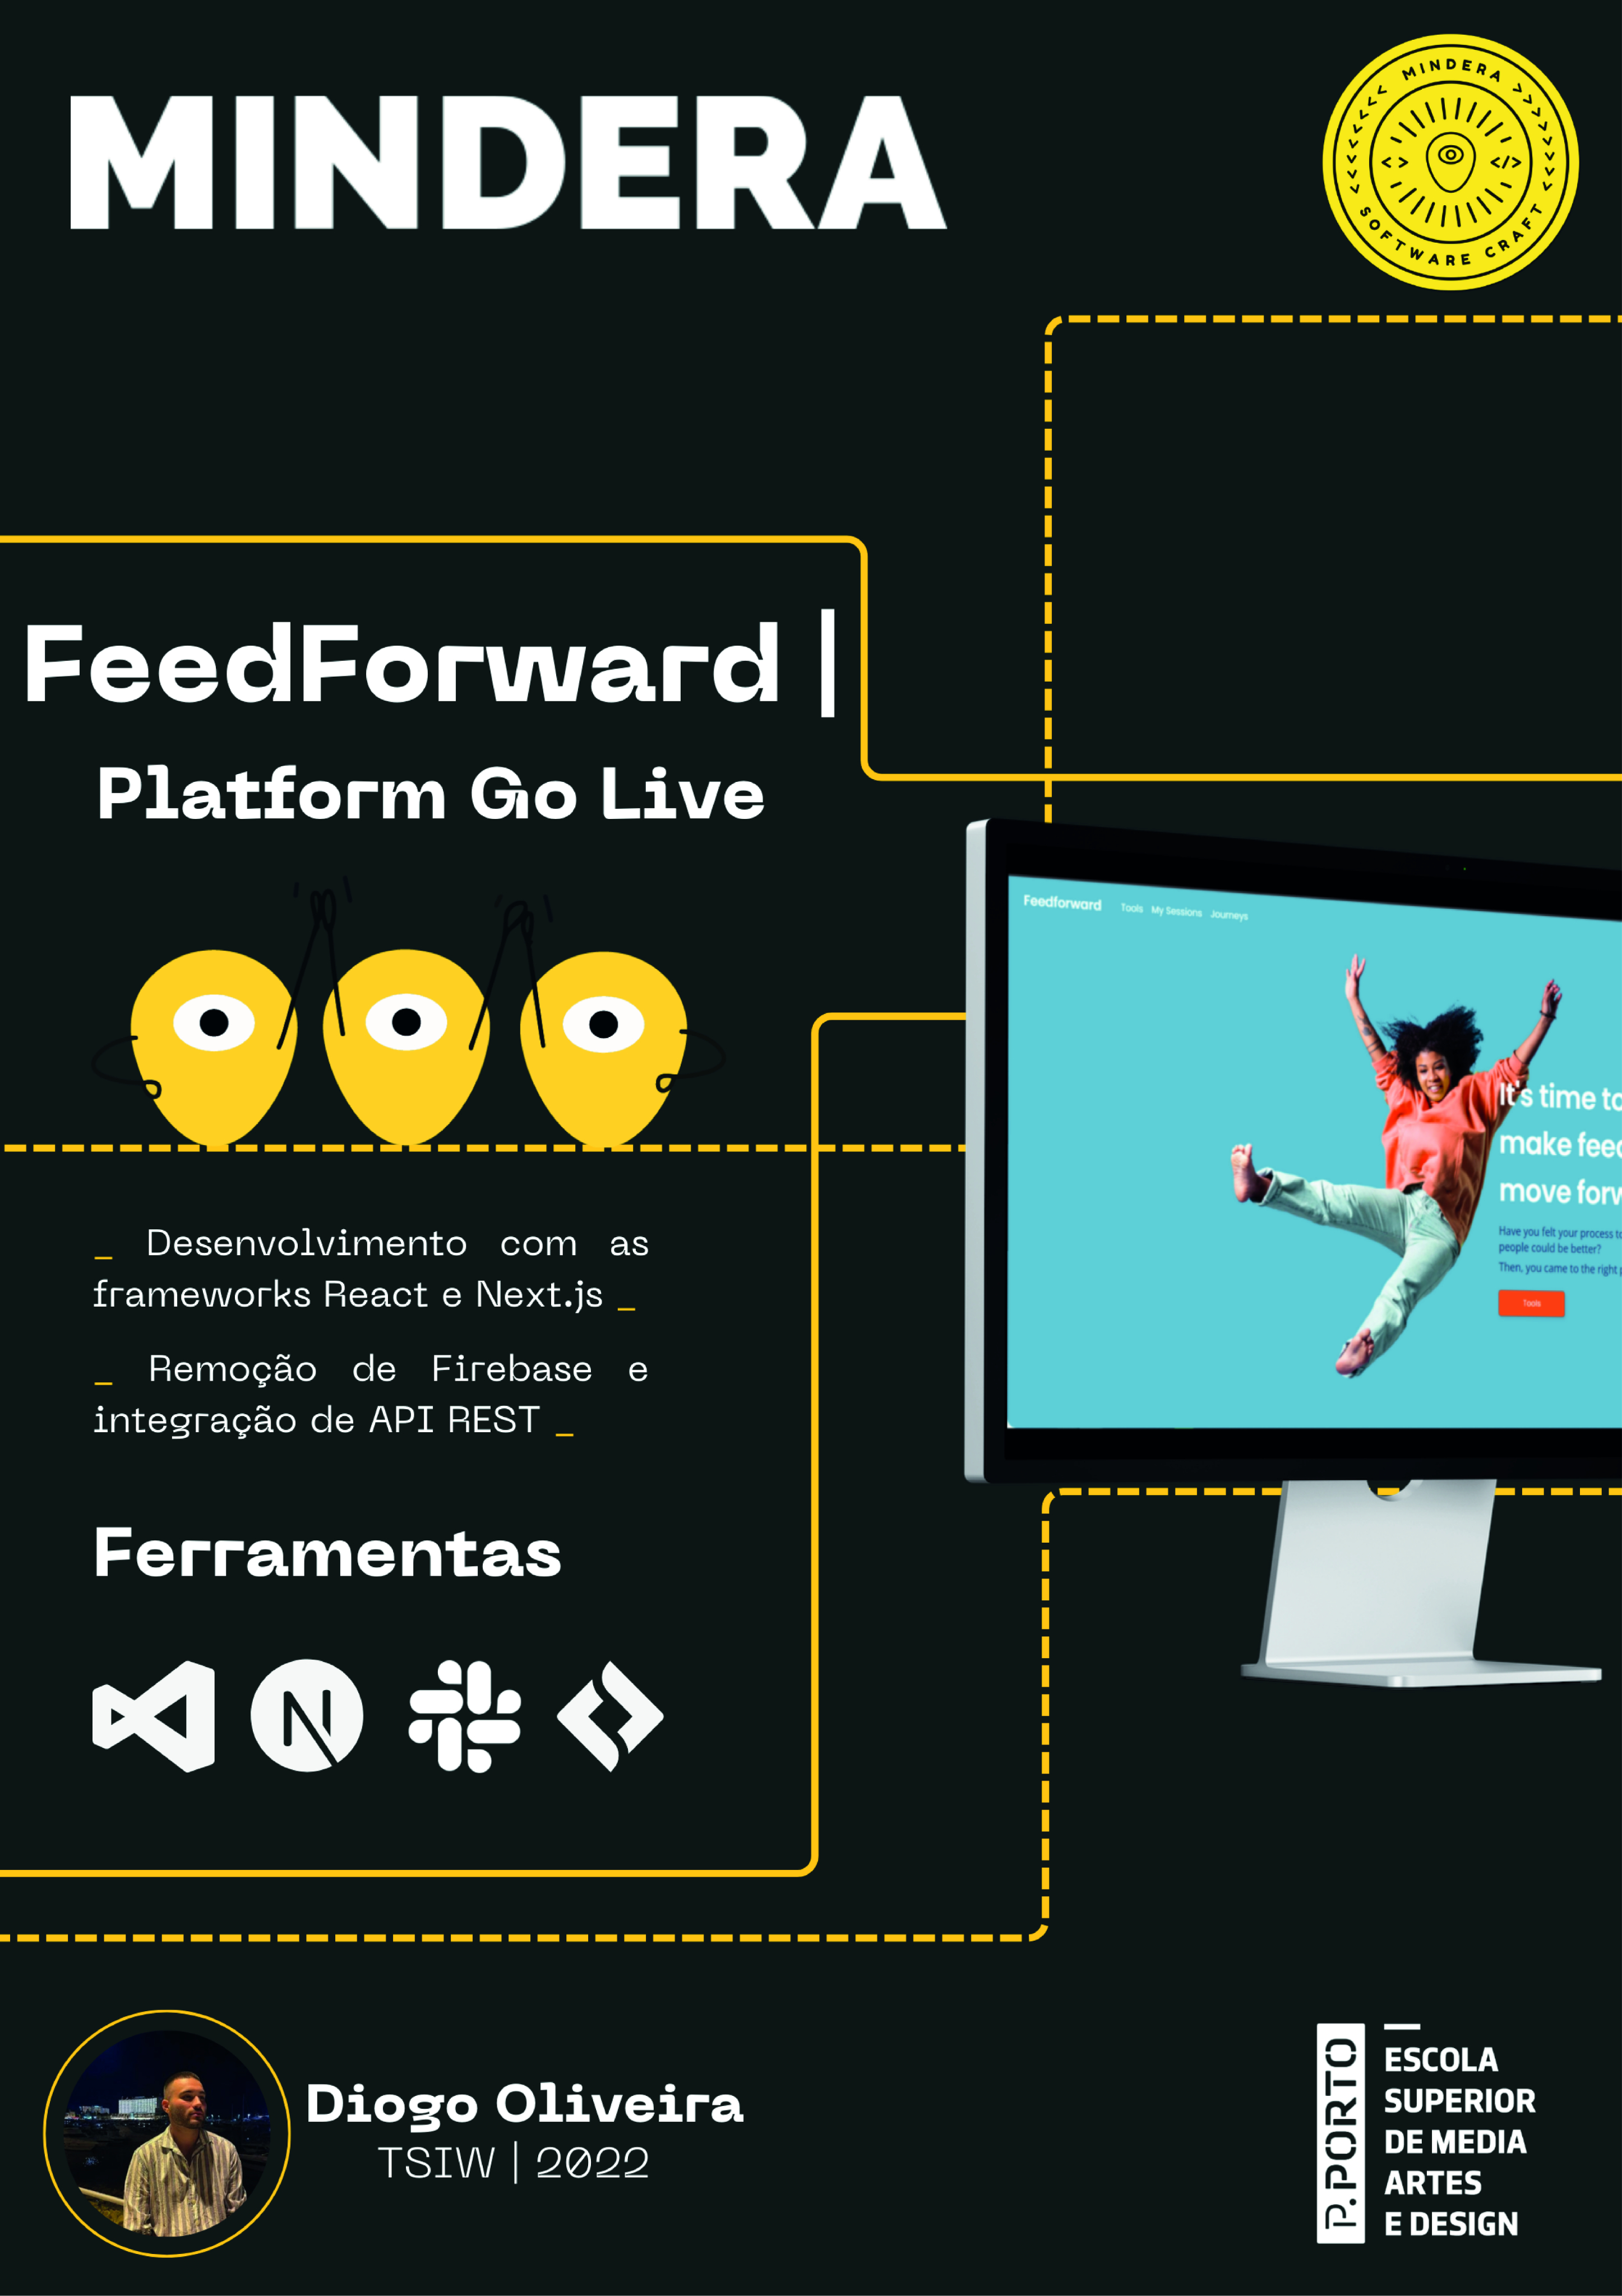 MINDERA
MINDERA
SOFTWARE CRAFT
FeedForward |
Platform Go Live
Feedforward Tools My Sessions Journeys
It's time to
make feed
move forw
Have you felt your process to
people could be better?
Then, you came to the right
Tools
_ Desenvolvimento com as
frameworks React e Next.js _
_ Remoção de Firebase e
integração de API REST _
Ferramentas
N
Diogo Oliveira
TSIW | 2022
P.PORTO
ESCOLA
SUPERIOR
DE MEDIA
ARTES
E DESIGN